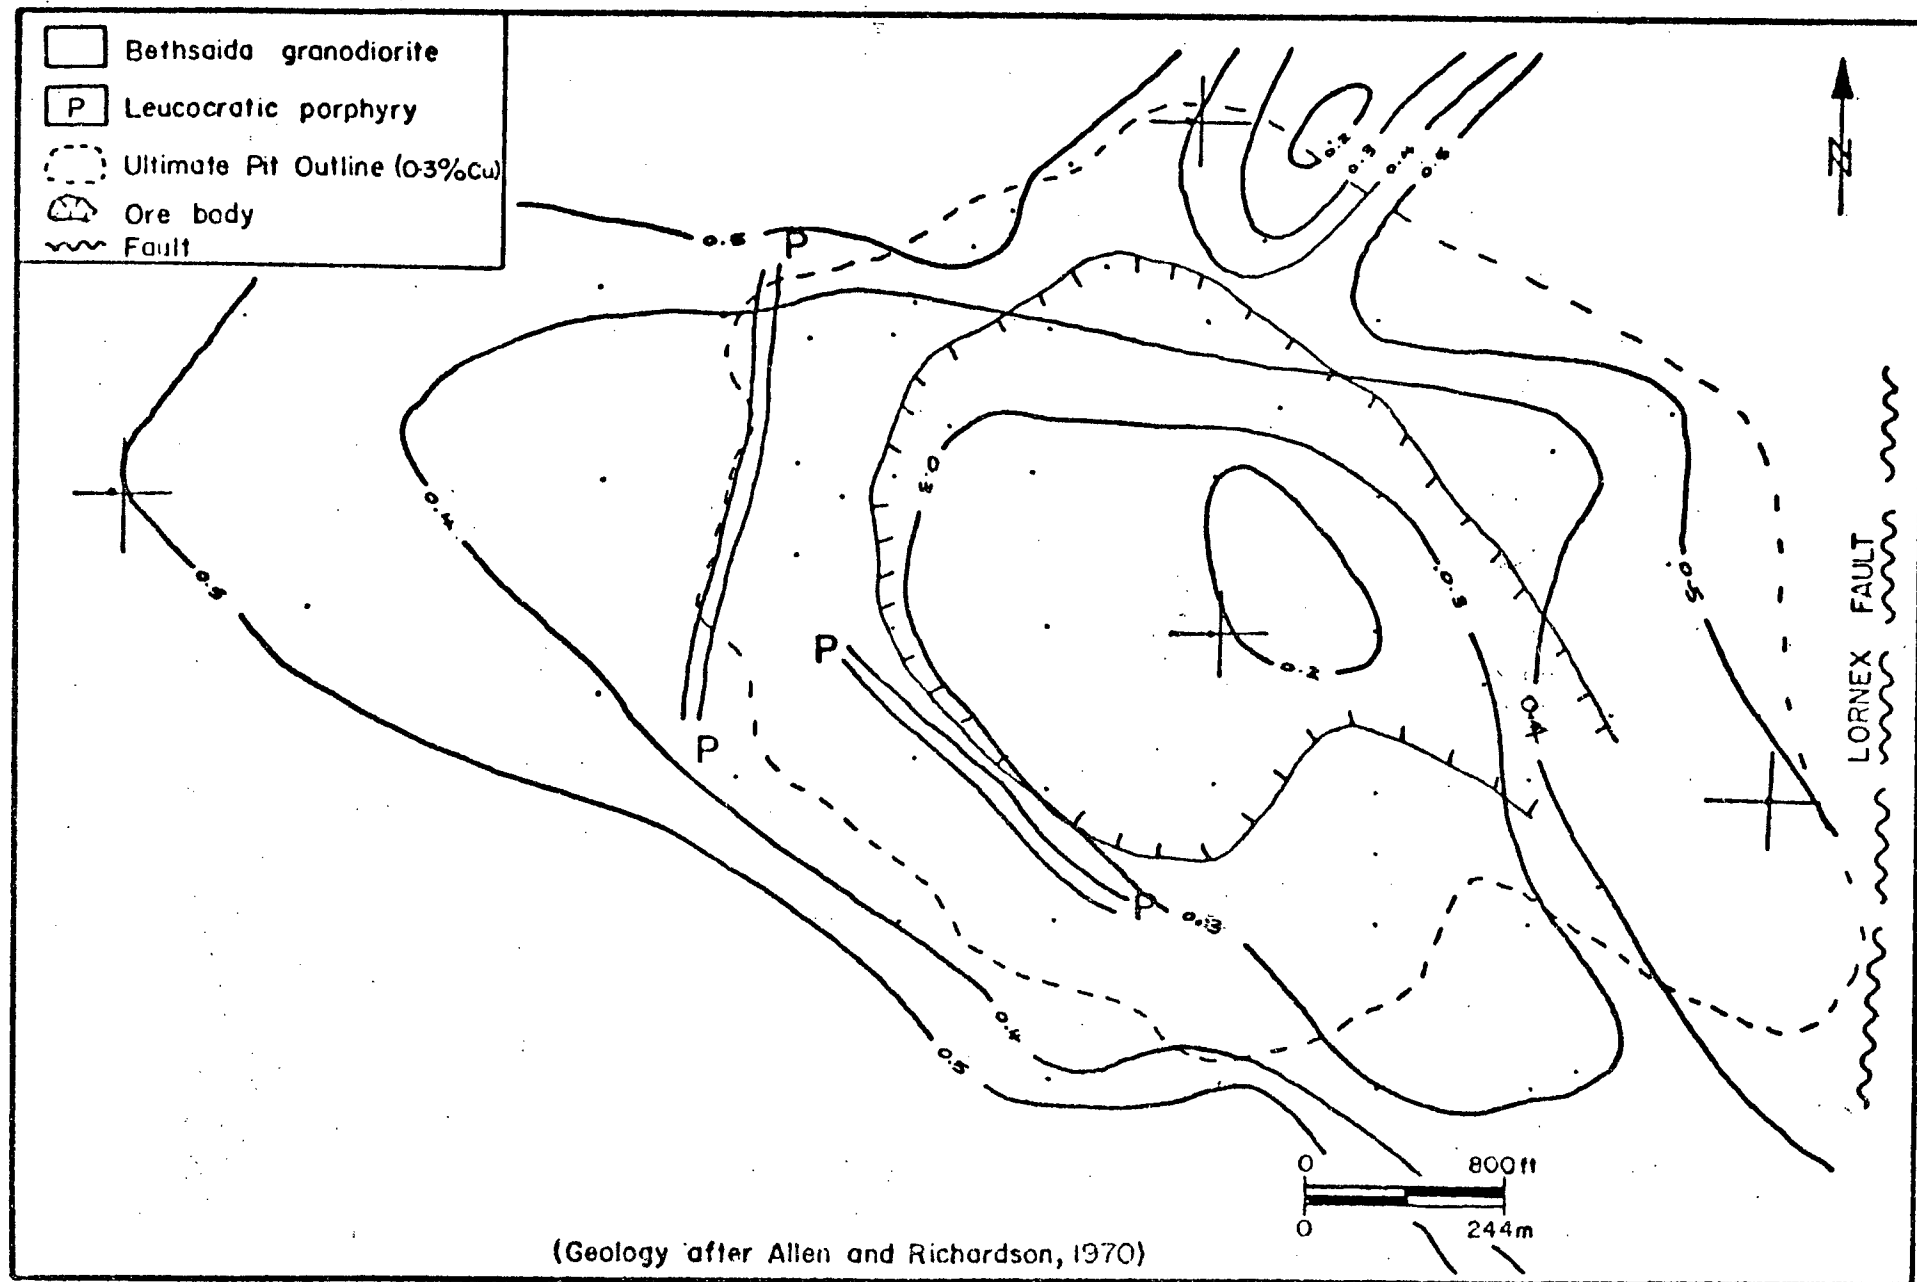 Bethsaida granodiorite
P Leucocratic porphyry
Ultimate Pit Outline (0.3%Cu)
Ore body
Fault
N
0.2
0.3
0.4
0.5
0.5
P
0.3
0.4
0.5
0.3
0.5
LORNEX FAULT
P
0.2
0.4
P
P
0.3
0.4
0.5
0 800ft
0 244m
(Geology after Allen and Richardson, 1970)